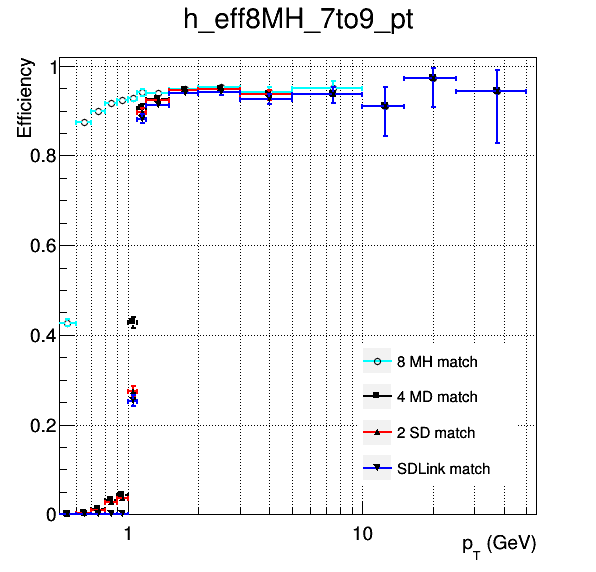 h_eff8MH_7to9_pt
Efficiency
1
0.8
0.6
0.4
0.2
0
8 MH match
4 MD match
2 SD match
SDLink match
1
10
p_T (GeV)